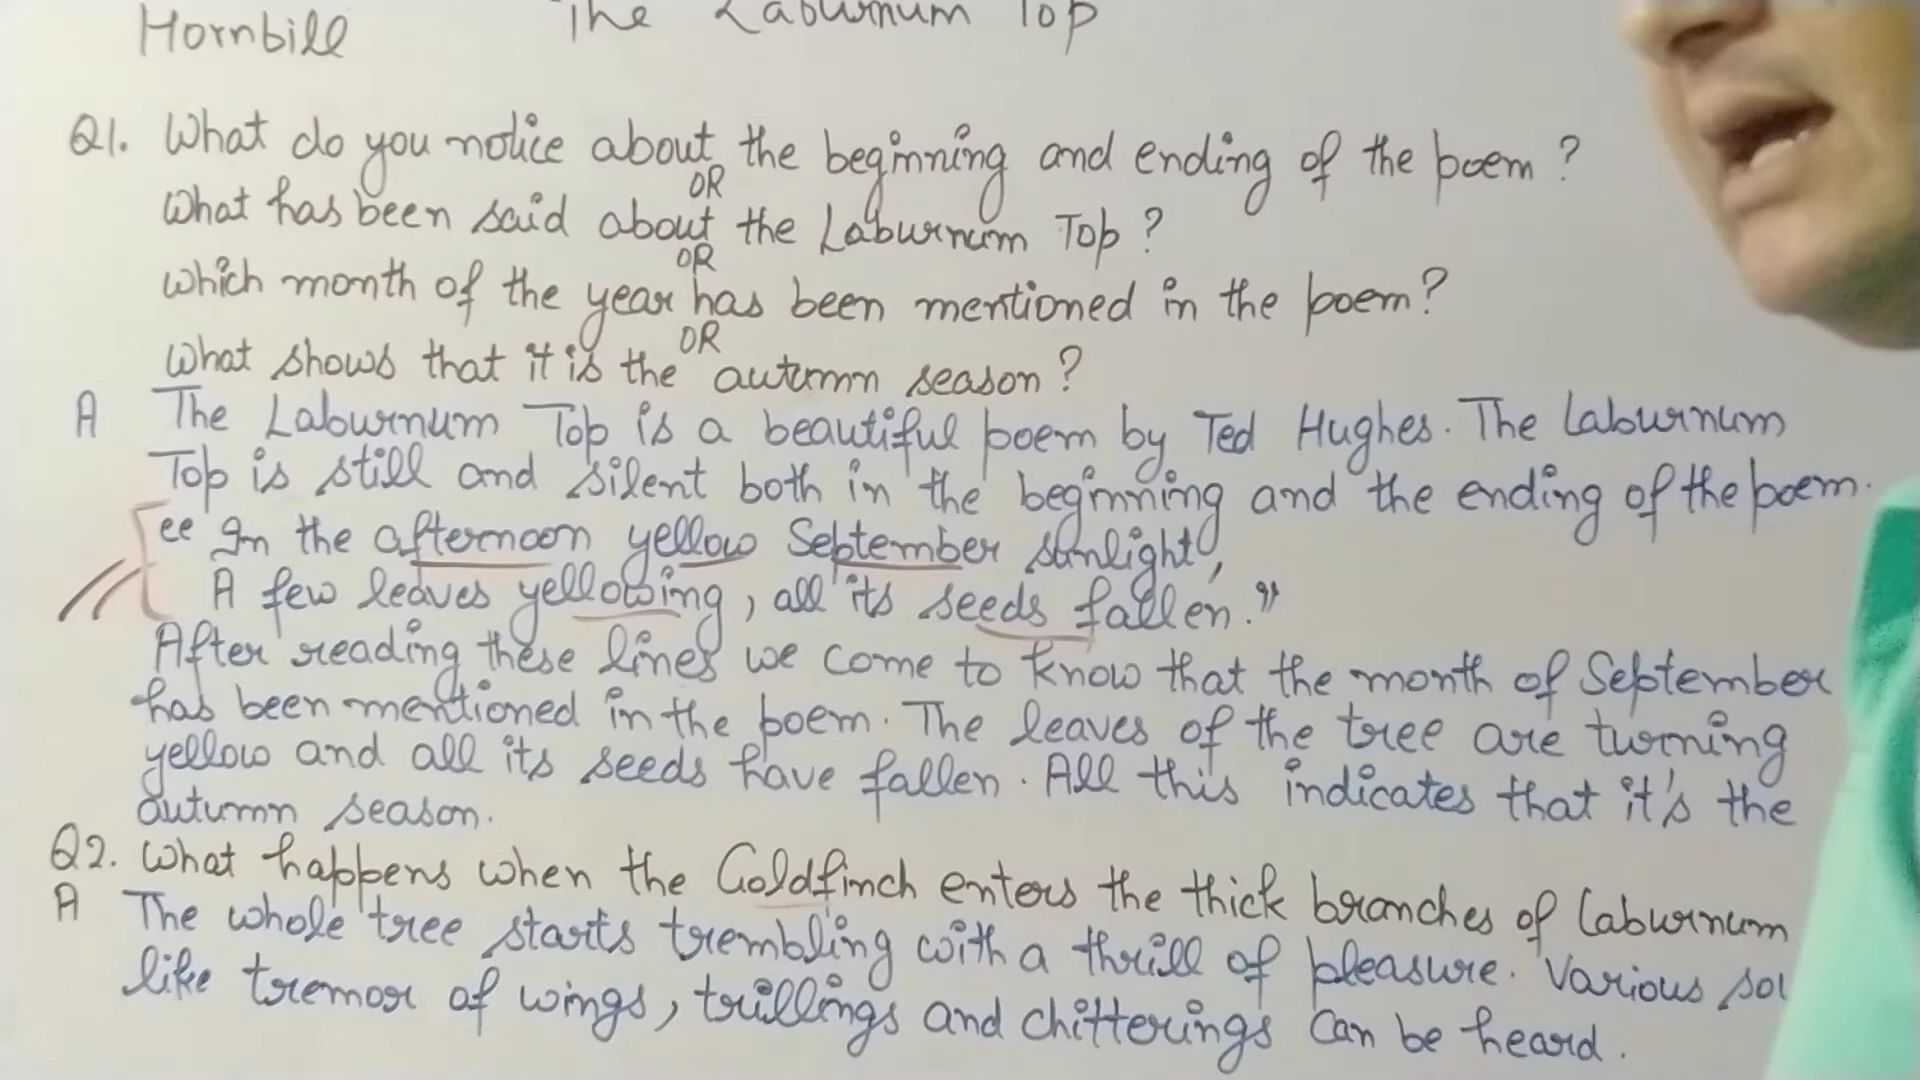 Hornbill The Laburnum Top
Q1. What do you notice about the beginning and ending of the poem?
OR
What has been said about the Laburnum Top?
OR
Which month of the year has been mentioned in the poem?
OR
What shows that it is the autumn season?
A The Laburnum Top is a beautiful poem by Ted Hughes. The Laburnum
Top is still and silent both in the beginning and the ending of the poem.
"In the afternoon yellow September sunlight,
A few leaves yellowing, all its seeds fallen."
After reading these lines we come to know that the month of September
has been mentioned in the poem. The leaves of the tree are turning
yellow and all its seeds have fallen. All this indicates that it's the
autumn season.
Q2. What happens when the Goldfinch enters the thick branches of Laburnum
A The whole tree starts trembling with a thrill of pleasure. Various
like tremor of wings, trillings and chitterings can be heard.